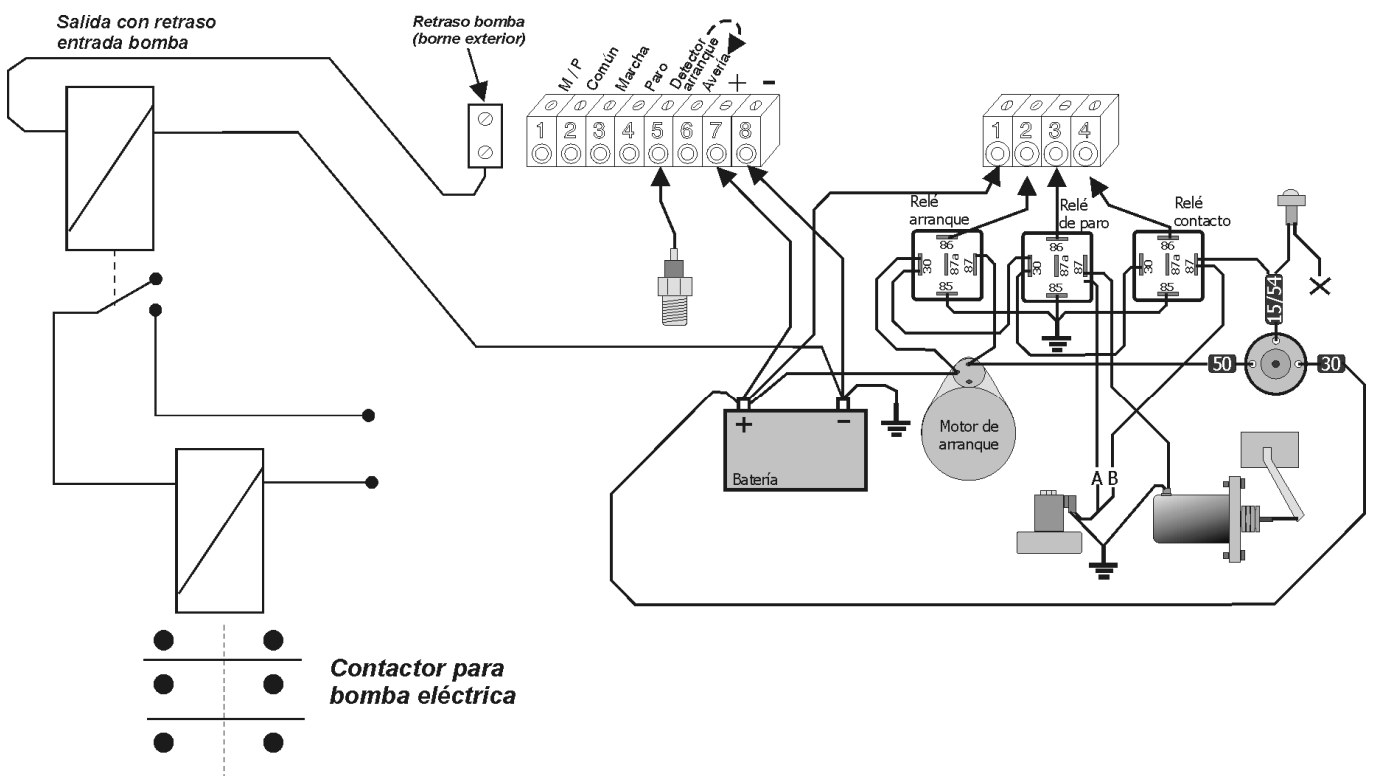 Salida con retraso
entrada bomba
Retraso bomba
(borne exterior)
M / P
Común
Marcha
Paro
Detector
arranque
Avería
+ -
1 2 3 4 5 6 7 8
1 2 3 4
Relé
arranque
Relé
de paro
Relé
contacto
86
30
87a
87
85
86
30
87a
87
85
86
30
87a
87
85
15/54
50
30
+ -
Batería
Motor de
arranque
A B
Contactor para
bomba eléctrica